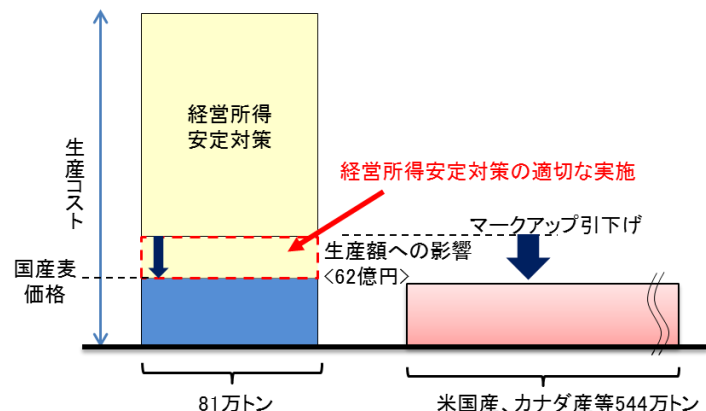 経営所得
安定対策
生産コスト
経営所得安定対策の適切な実施
マークアップ引下げ
生産額への影響
<62億円>
国産麦
価格
81万トン
米国産、カナダ産等544万トン